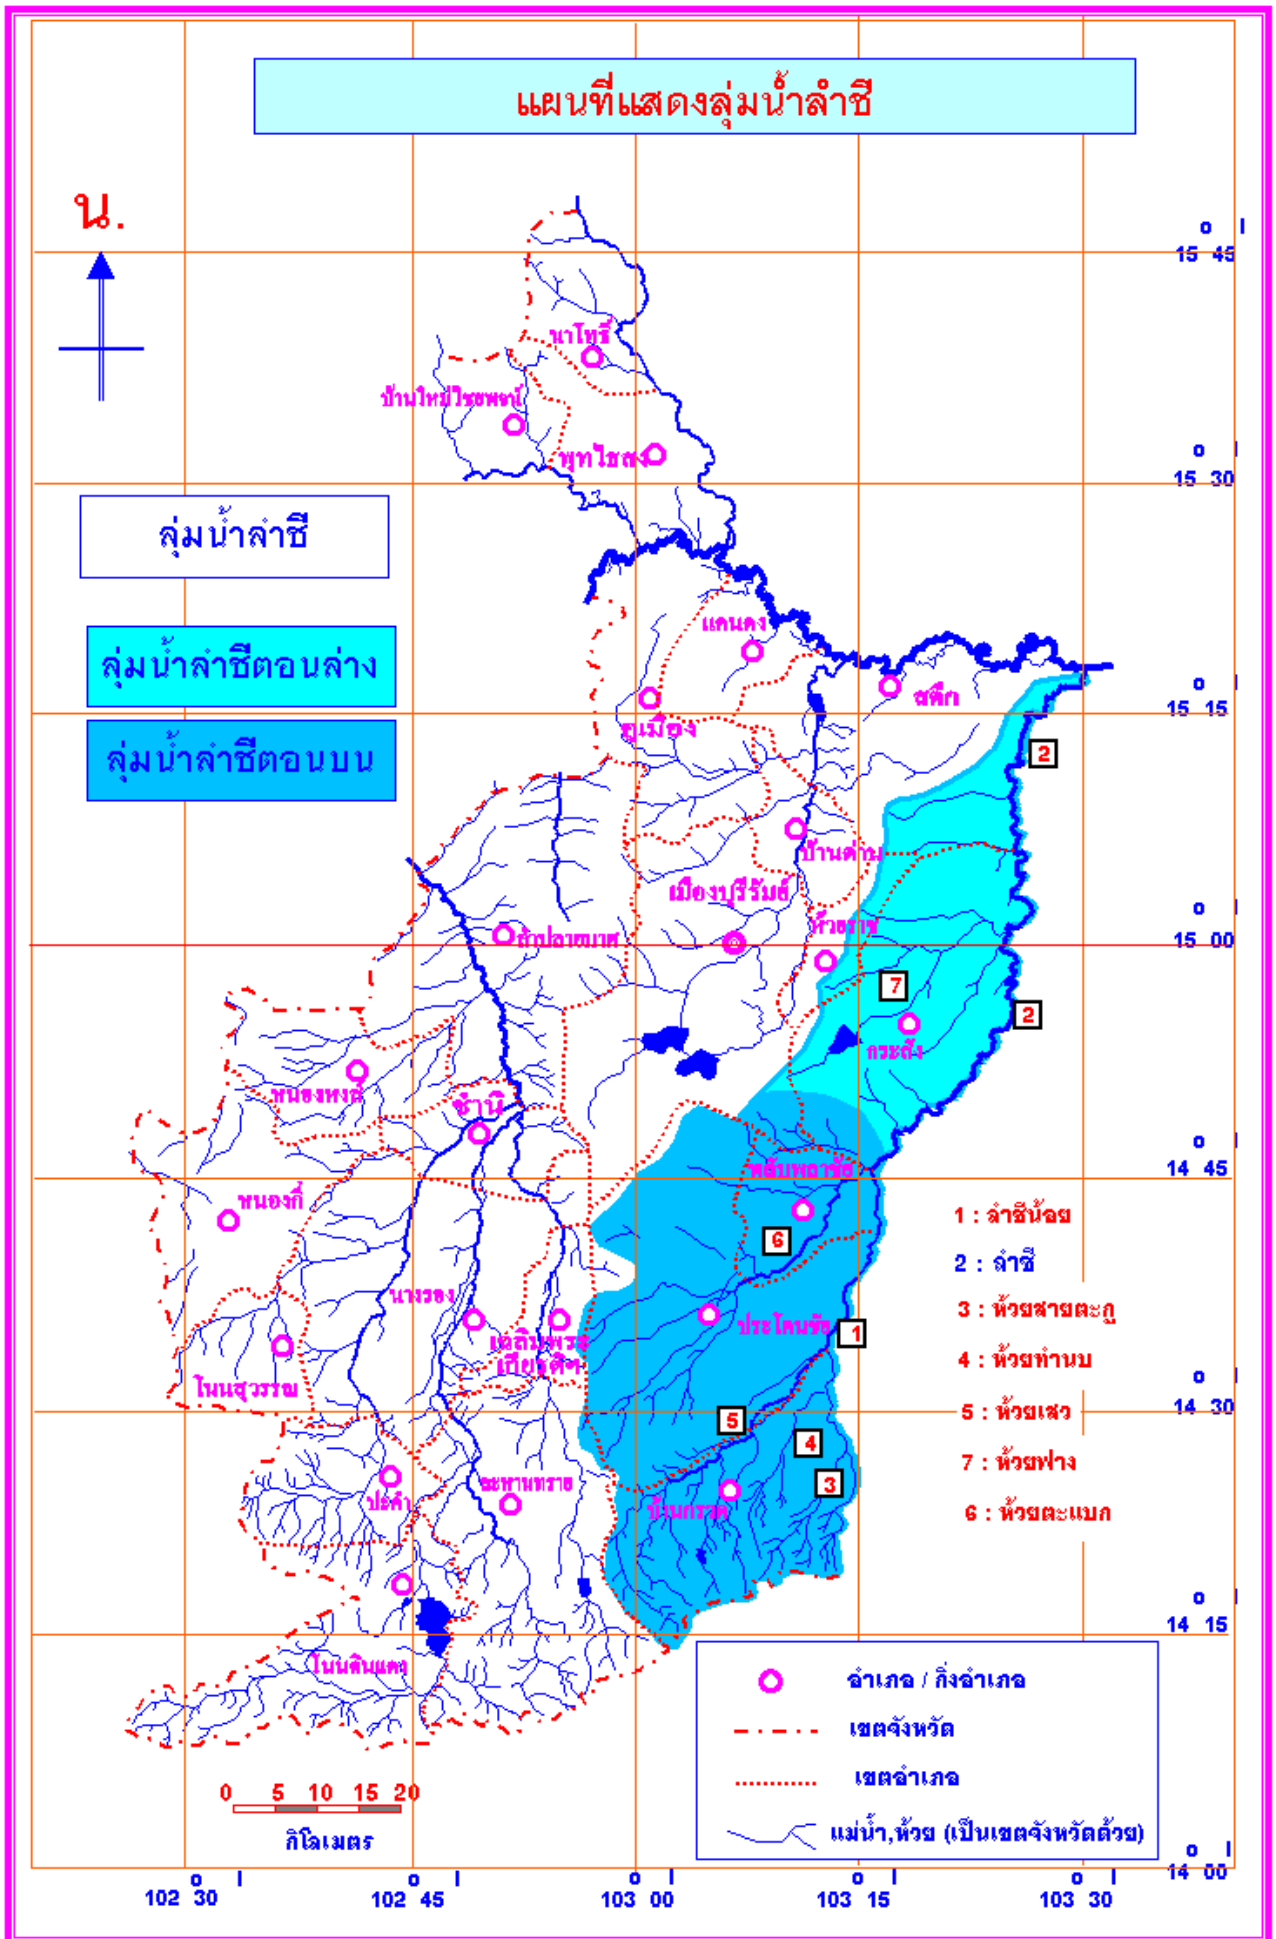 แผนที่แสดงลุ่มน้ำลำชี
น.
o I
15 45
นาโพธิ์
บ้านใหม่ไชยพจน์
พุทไธสง
o I
15 30
ลุ่มน้ำลำชี
แคนดง
ลุ่มน้ำลำชีตอนล่าง
สตึก
o I
15 15
คูเมือง
2
ลุ่มน้ำลำชีตอนบน
บ้านด่าน
เมืองบุรีรัมย์
ห้วยราช
o I
15 00
ลำปลายมาศ
7
2
กระสัง
หนองหงส์
ชำนิ
o I
14 45
พลับพลาชัย
หนองกี่
1 : ลำชีน้อย
6
2 : ลำชี
นางรอง
3 : ห้วยสายตะกู
ประโคนชัย
1
เฉลิมพระ
เกียรติฯ
4 : ห้วยทำนบ
โนนสุวรรณ
o I
14 30
5 : ห้วยเสว
5
4
7 : ห้วยฟาง
3
ละหานทราย
ปะคำ
บ้านกรวด
6 : ห้วยตะแบก
o I
14 15
โนนดินแดง
อำเภอ / กิ่งอำเภอ
เขตจังหวัด
เขตอำเภอ
แม่น้ำ,ห้วย (เป็นเขตจังหวัดด้วย)
0 5 10 15 20
กิโลเมตร
o I
14 00
o I o I o I o I o I
102 30 102 45 103 00 103 15 103 30